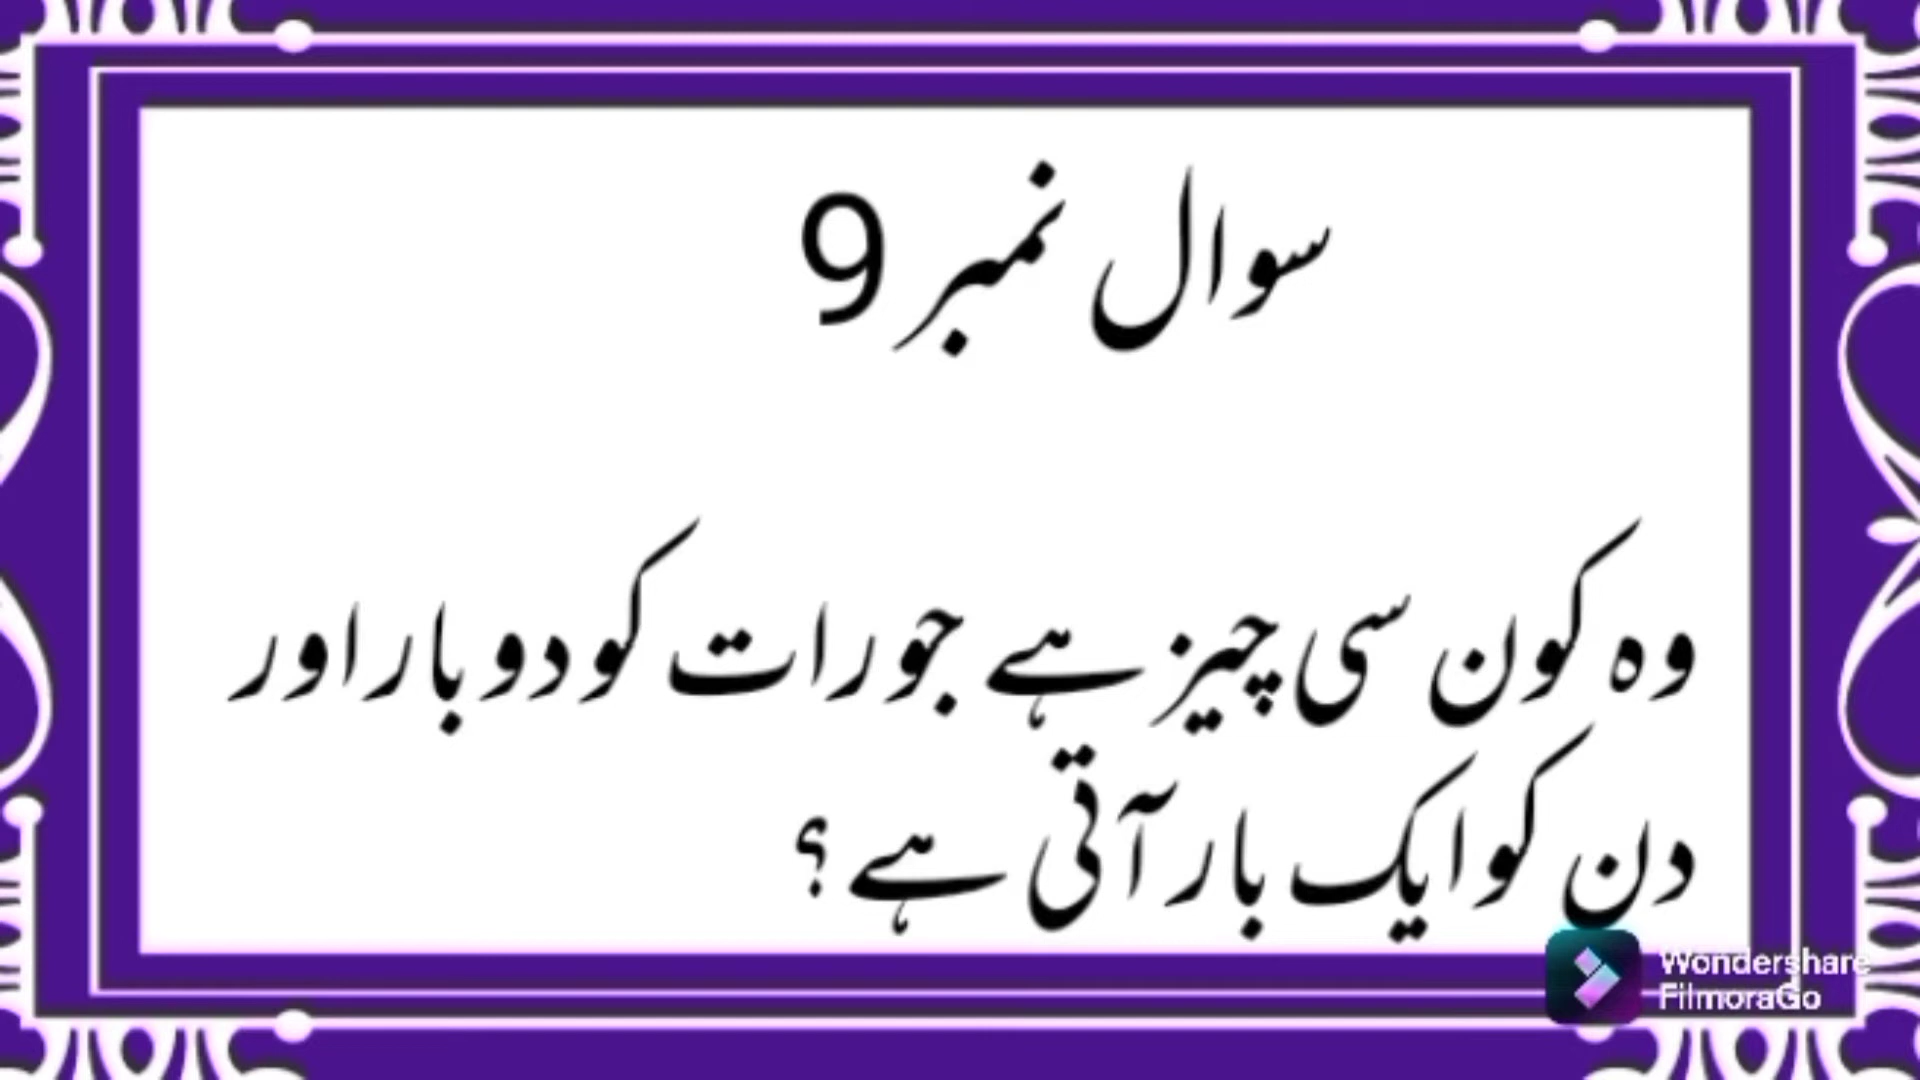 سوال نمبر 9
وہ کون سی چیز ہے جو رات کو دو بار اور
دن کو ایک بار آتی ہے؟
Wondershare
FilmoraGo